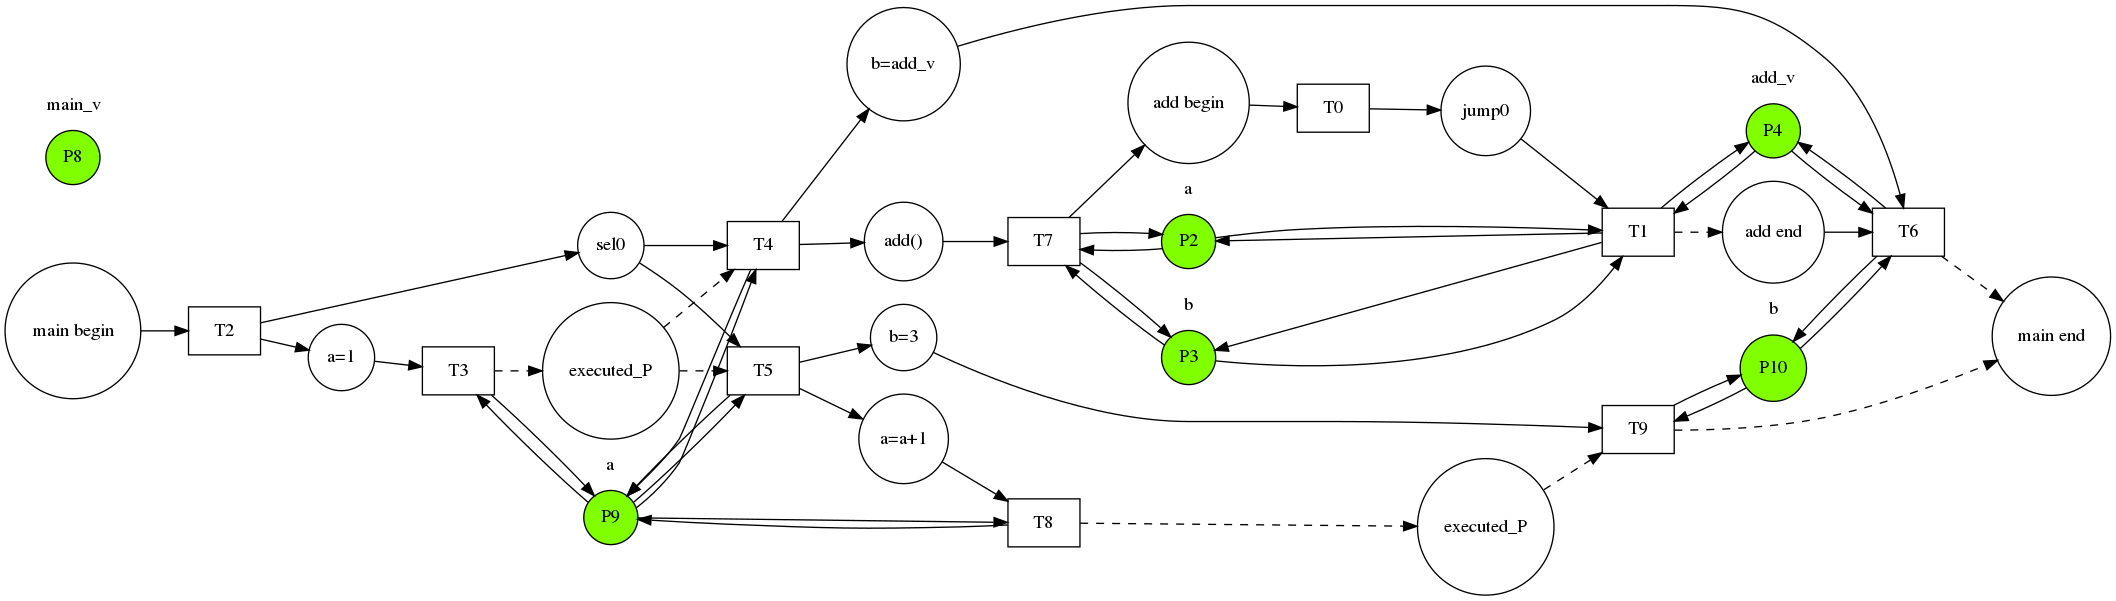 b=add_v
add_v
main_v
add begin
T0
jump0
P4
P8
a
sel0
T4
add()
T7
P2
T1
add end
T6
b
b
main begin
T2
a=1
T3
executed_P
T5
b=3
P3
P10
main end
T9
a=a+1
a
P9
T8
executed_P